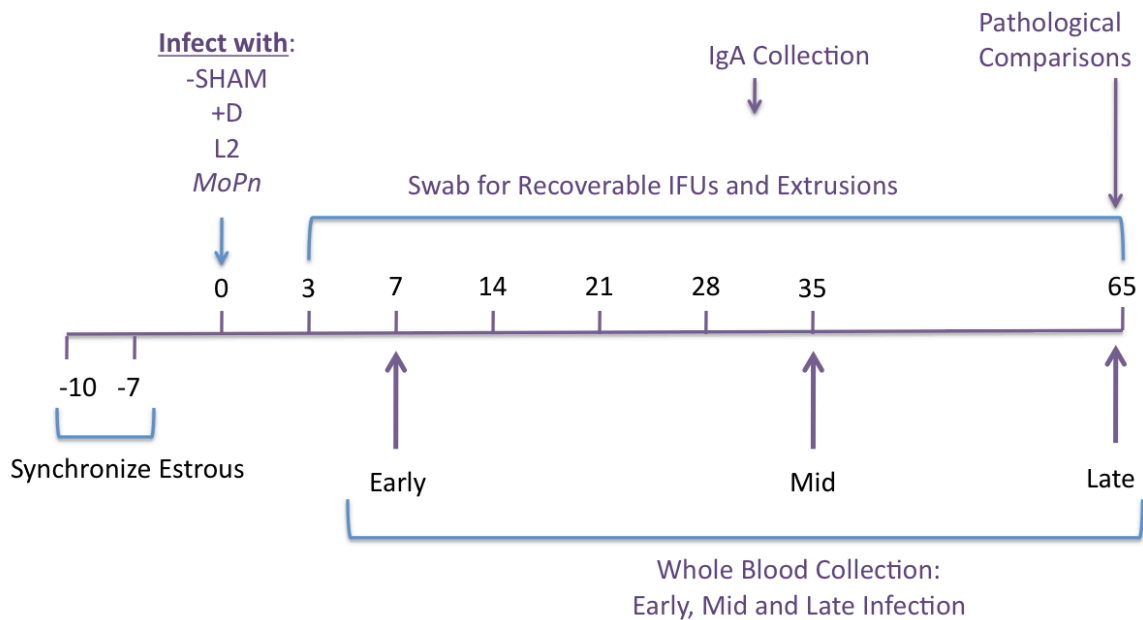 Infect with:
-SHAM
+D
L2
MoPn
IgA Collection
Pathological
Comparisons
Swab for Recoverable IFUs and Extrusions
0 3 7 14 21 28 35 65
-10 -7
Synchronize Estrous
Early Mid Late
Whole Blood Collection:
Early, Mid and Late Infection